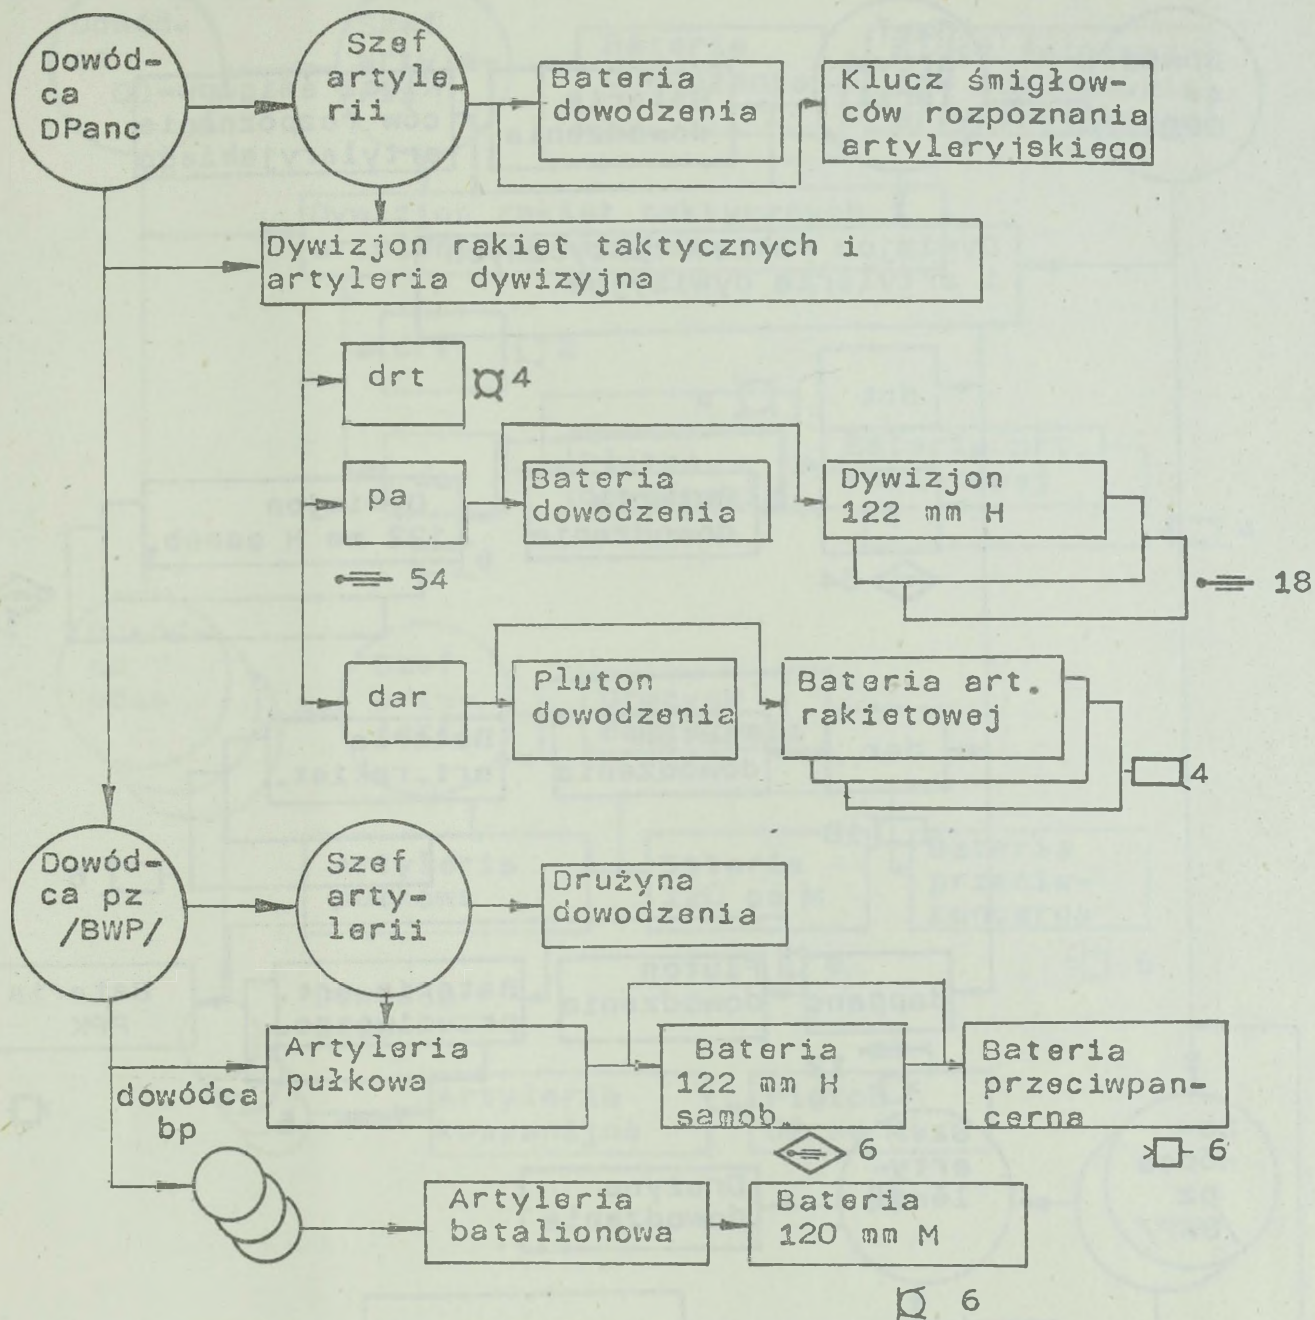 Dowód-
ca
DPanc
Szef
artyle-
rii
Bateria
dowodzenia
Klucz śmigłow-
ców rozpoznania
artyleryjskiego
Dywizjon rakiet taktycznych i
artyleria dywizyjna
drt
4
pa
54
Bateria
dowodzenia
Dywizjon
122 mm H
18
dar
Pluton
dowodzenia
Bateria art.
rakietowej
4
Dowód-
ca pz
/BWP/
Szef
arty-
lerii
Drużyna
dowodzenia
Artyleria
pułkowa
Bateria
122 mm H
samob.
6
Bateria
przeciwpan-
cerna
6
dowódca
bp
Artyleria
batalionowa
Bateria
120 mm M
6